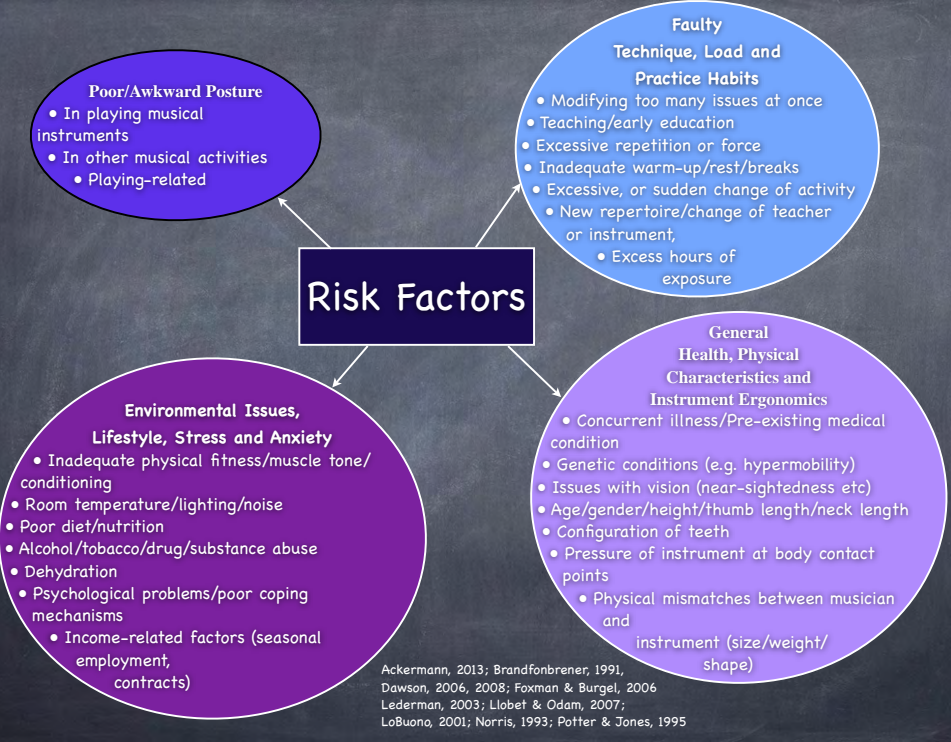 Poor/Awkward Posture
• In playing musical
instruments
• In other musical activities
• Playing-related
Faulty
Technique, Load and
Practice Habits
• Modifying too many issues at once
• Teaching/early education
• Excessive repetition or force
• Inadequate warm-up/rest/breaks
• Excessive, or sudden change of activity
• New repertoire/change of teacher
or instrument,
• Excess hours of
exposure
Risk Factors
Environmental Issues,
Lifestyle, Stress and Anxiety
• Inadequate physical fitness/muscle tone/
conditioning
• Room temperature/lighting/noise
• Poor diet/nutrition
• Alcohol/tobacco/drug/substance abuse
• Dehydration
• Psychological problems/poor coping
mechanisms
• Income-related factors (seasonal
employment,
contracts)
General
Health, Physical
Characteristics and
Instrument Ergonomics
• Concurrent illness/Pre-existing medical
condition
• Genetic conditions (e.g. hypermobility)
• Issues with vision (near-sightedness etc)
• Age/gender/height/thumb length/neck length
• Configuration of teeth
• Pressure of instrument at body contact
points
• Physical mismatches between musician
and
instrument (size/weight/
shape)
Ackermann, 2013; Brandfonbrener, 1991,
Dawson, 2006, 2008; Foxman & Burgel, 2006
Lederman, 2003; Llobet & Odam, 2007;
LoBuono, 2001; Norris, 1993; Potter & Jones, 1995